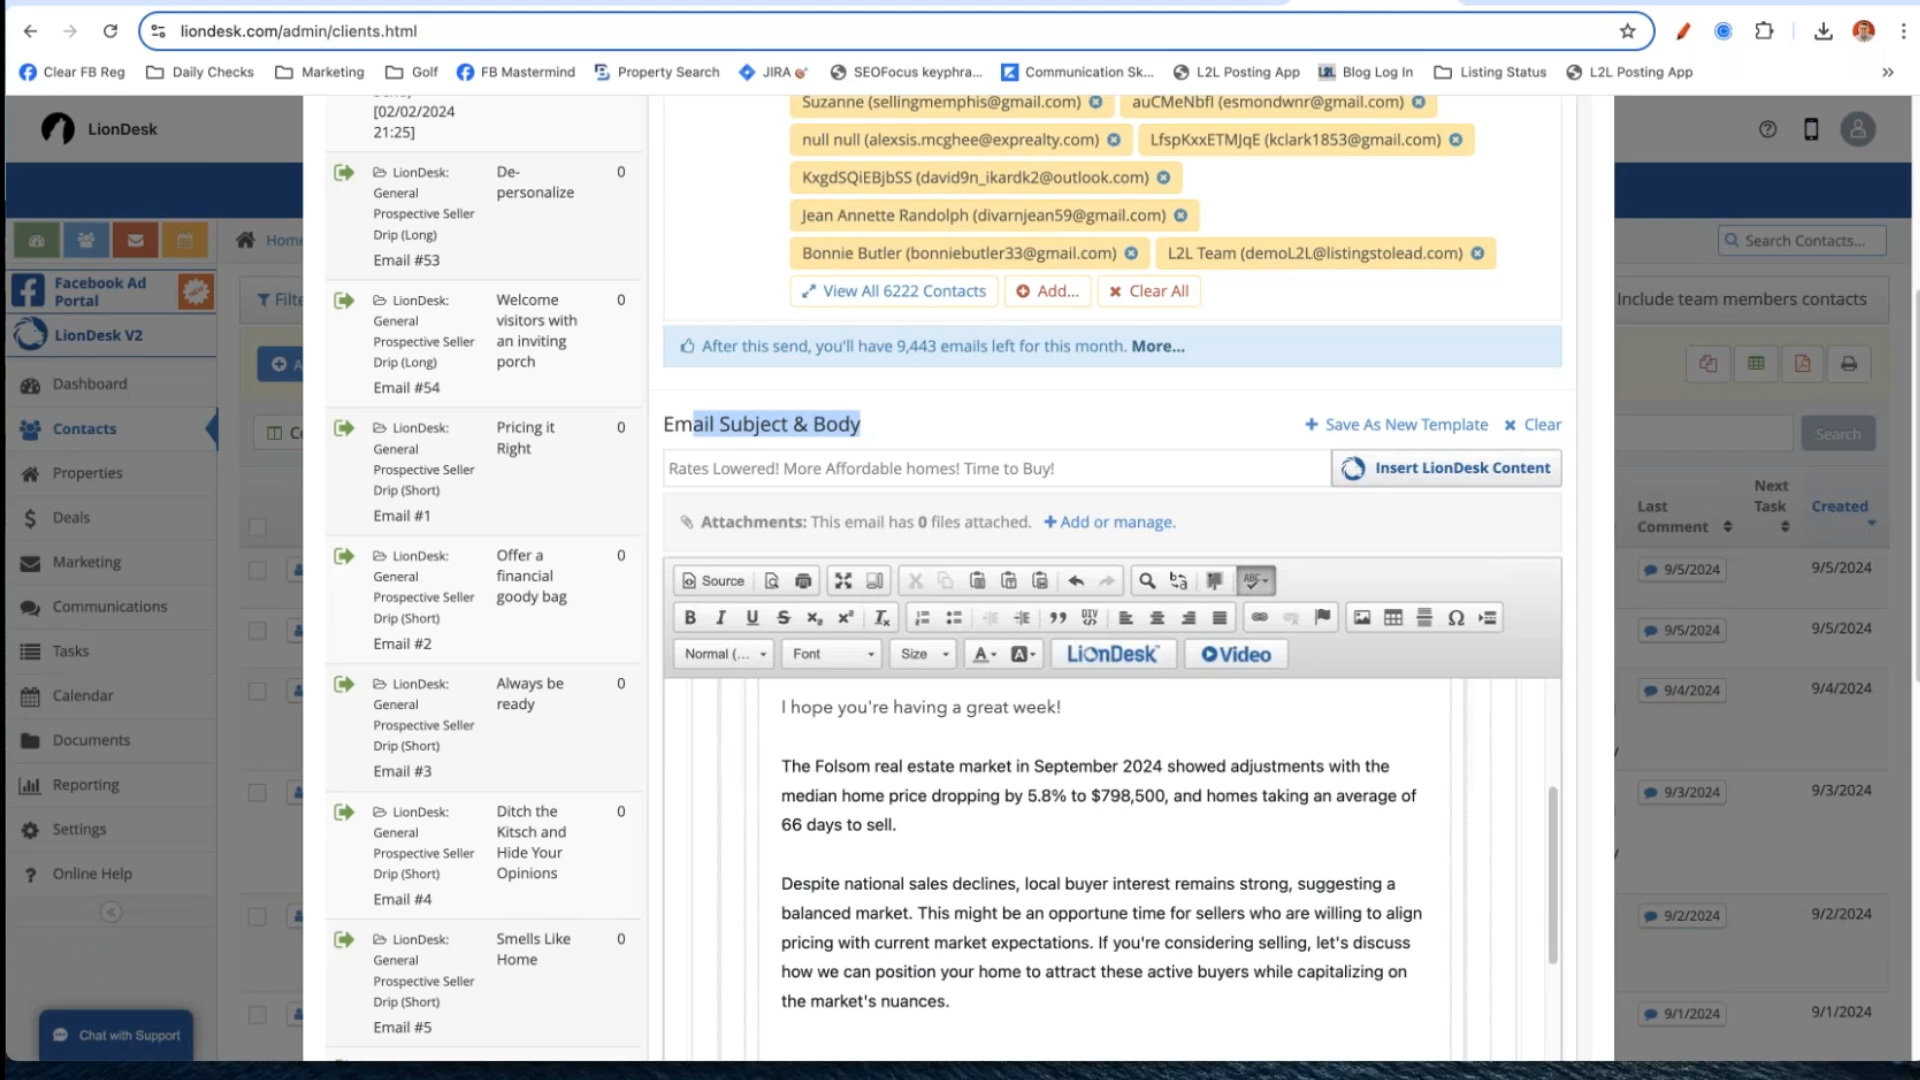 liondesk.com/admin/clients.html
Clear FB Reg
Daily Checks
Marketing
Golf
FB Mastermind
Property Search
JIRA
SEOFocus keyphra...
Communication Sk...
L2L Posting App
L2L Blog Log In
Listing Status
L2L Posting App
LionDesk
Home
Facebook Ad
Portal
LionDesk V2
Dashboard
Contacts
Properties
Deals
Marketing
Communications
Tasks
Calendar
Documents
Reporting
Settings
Online Help
Chat with Support
Filte
A
[02/02/2024
21:25]
LionDesk:
General
Prospective Seller
Drip (Long)
Email #53
De-
personalize
0
LionDesk:
General
Prospective Seller
Drip (Long)
Email #54
Welcome
visitors with
an inviting
porch
0
LionDesk:
General
Prospective Seller
Drip (Short)
Email #1
Pricing it
Right
0
LionDesk:
General
Prospective Seller
Drip (Short)
Email #2
Offer a
financial
goody bag
0
LionDesk:
General
Prospective Seller
Drip (Short)
Email #3
Always be
ready
0
LionDesk:
General
Prospective Seller
Drip (Short)
Email #4
Ditch the
Kitsch and
Hide Your
Opinions
0
LionDesk:
General
Prospective Seller
Drip (Short)
Email #5
Smells Like
Home
0
Suzanne (sellingmemphis@gmail.com)
auCMeNbfl (esmondwnr@gmail.com)
null null (alexsis.mcghee@exprealty.com)
LfspKxxETMJqE (kclark1853@gmail.com)
KxgdSQiEBjbSS (david9n_ikardk2@outlook.com)
Jean Annette Randolph (divarnjean59@gmail.com)
Bonnie Butler (bonniebutler33@gmail.com)
L2L Team (demoL2L@listingstolead.com)
View All 6222 Contacts
Add...
Clear All
After this send, you'll have 9,443 emails left for this month. More...
Email Subject & Body
+ Save As New Template
Clear
Rates Lowered! More Affordable homes! Time to Buy!
Insert LionDesk Content
Attachments: This email has 0 files attached. + Add or manage.
Source
ABC
B I U S x₂ x² Tx
DIV
Ω
Normal (...
Font
Size
A
A
LionDesk
Video
I hope you're having a great week!
The Folsom real estate market in September 2024 showed adjustments with the
median home price dropping by 5.8% to $798,500, and homes taking an average of
66 days to sell.
Despite national sales declines, local buyer interest remains strong, suggesting a
balanced market. This might be an opportune time for sellers who are willing to align
pricing with current market expectations. If you're considering selling, let's discuss
how we can position your home to attract these active buyers while capitalizing on
the market's nuances.
Search Contacts...
Include team members contacts
Search
Last
Comment
Next
Task
Created
9/5/2024
9/5/2024
9/5/2024
9/5/2024
9/4/2024
9/4/2024
9/3/2024
9/3/2024
9/2/2024
9/2/2024
9/1/2024
9/1/2024